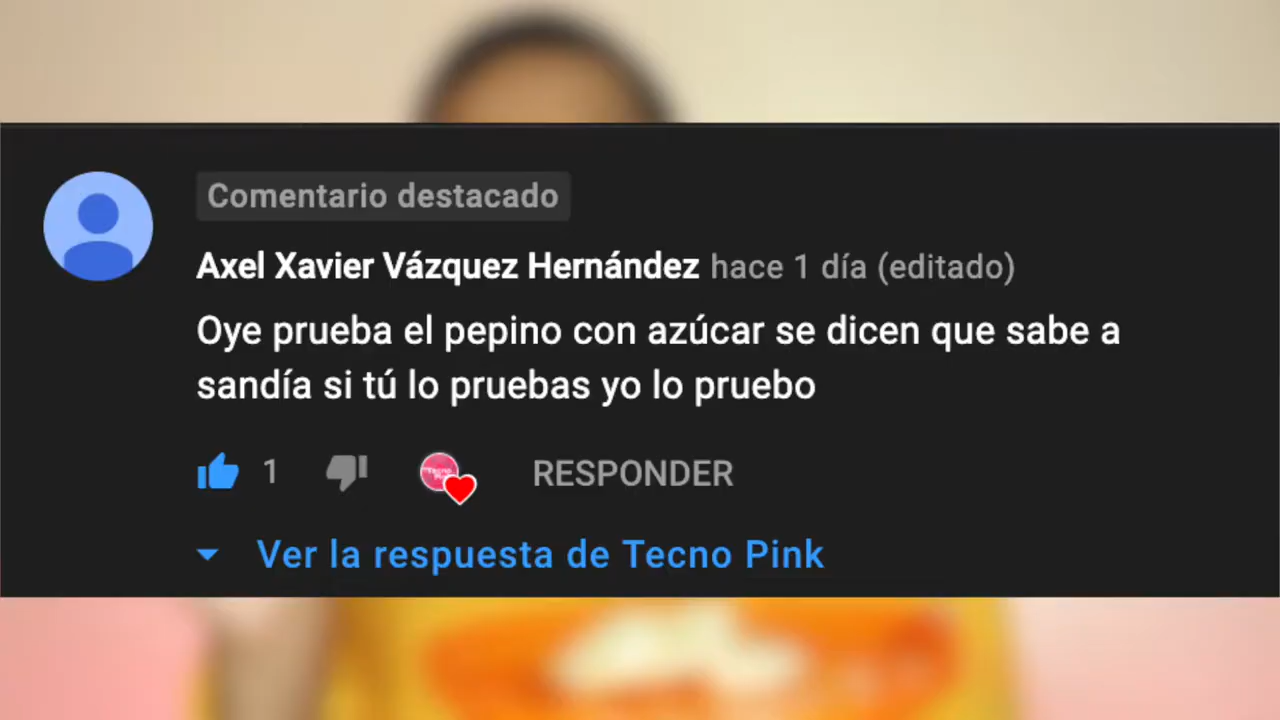 Comentario destacado
Axel Xavier Vázquez Hernández hace 1 día (editado)
Oye prueba el pepino con azúcar se dicen que sabe a
sandía si tú lo pruebas yo lo pruebo
1
RESPONDER
Ver la respuesta de Tecno Pink